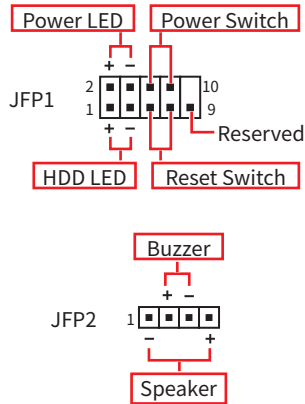 Power LED Power Switch
+ −
2 10
JFP1
1 9
+ −
Reserved
HDD LED Reset Switch
Buzzer
+ −
JFP2 1
− +
Speaker